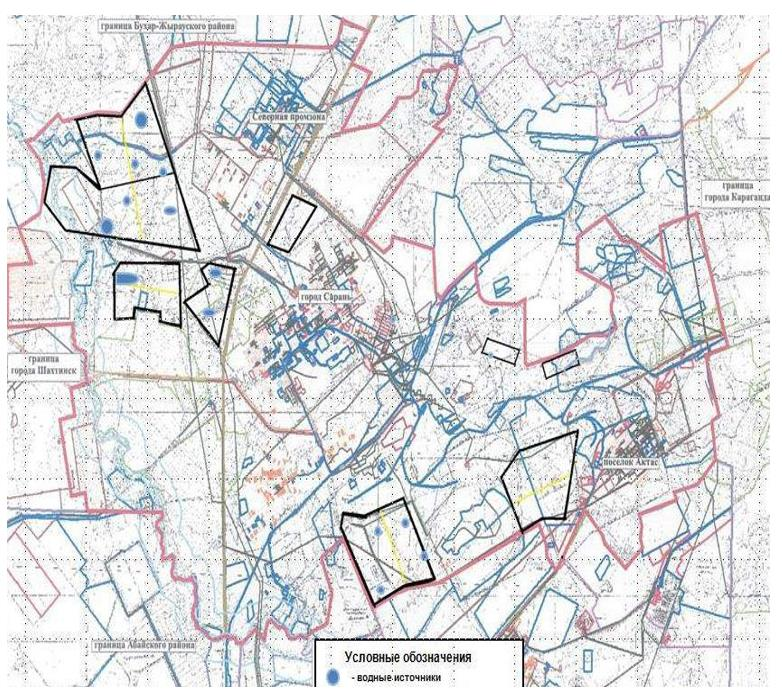 граница Бухар-Жырауского района
Северная промзона
граница
города Караганда
город Сарань
граница
города Шахтинск
поселок Актас
граница Абайского района
Условные обозначения
- водные источники